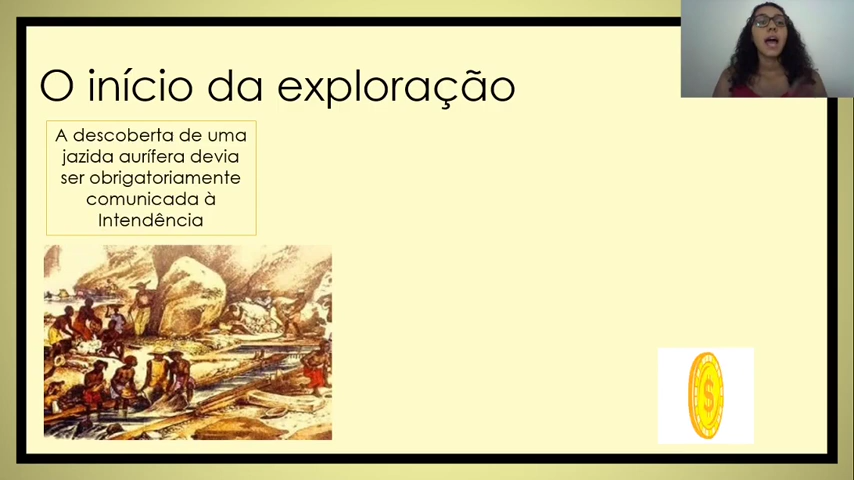 O início da exploração
A descoberta de uma
jazida aurífera devia
ser obrigatoriamente
comunicada à
Intendência
$